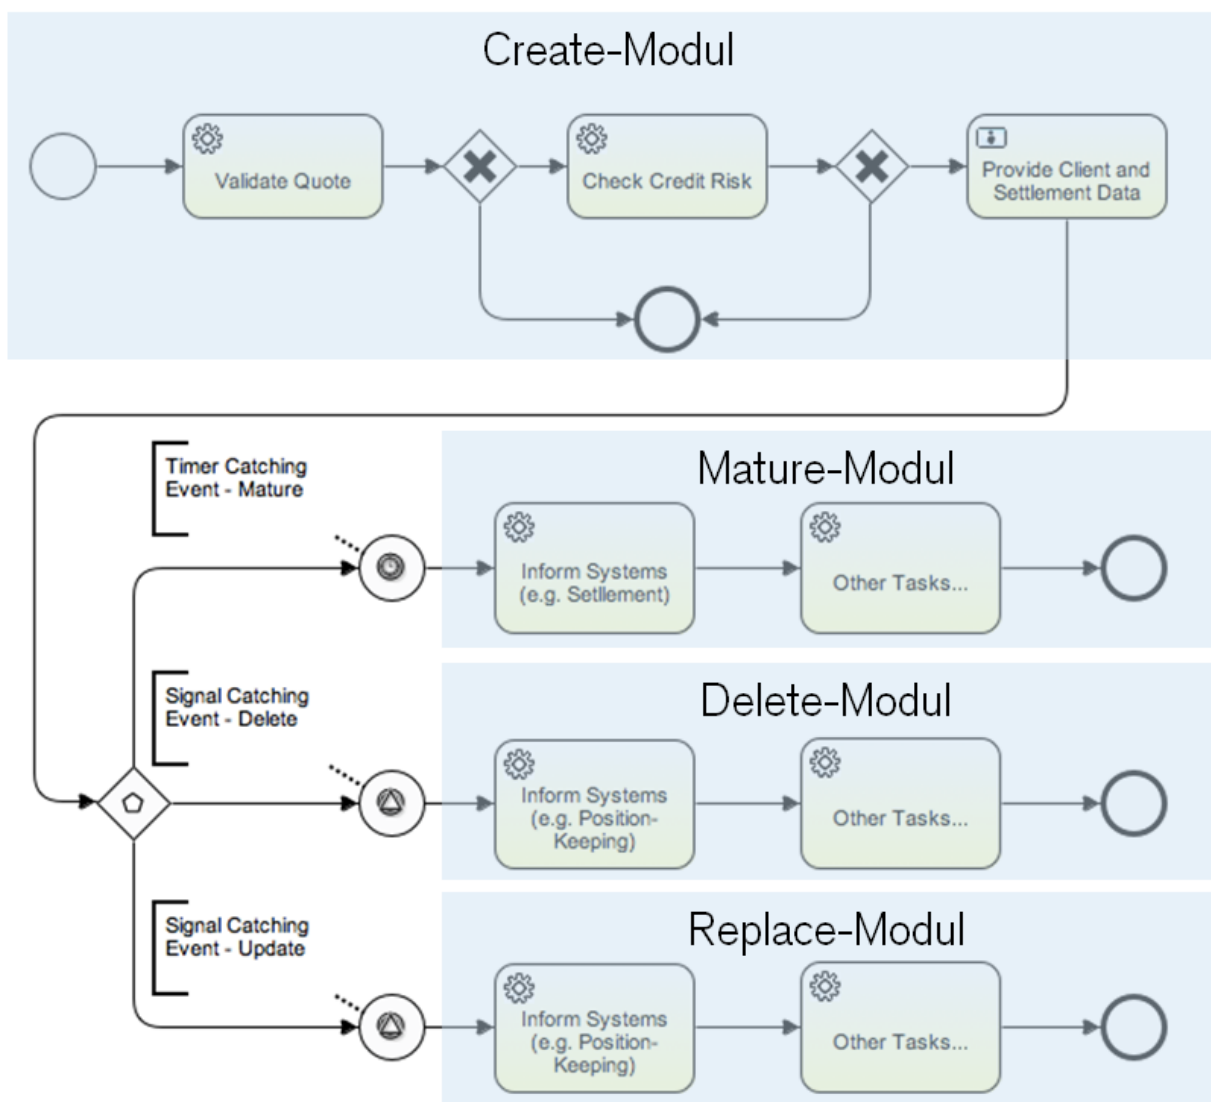 Create-Modul
Validate Quote
Check Credit Risk
Provide Client and
Settlement Data
Timer Catching
Event - Mature
Mature-Modul
Inform Systems
(e.g. Setllement)
Other Tasks...
Signal Catching
Event - Delete
Delete-Modul
Inform Systems
(e.g. Position-
Keeping)
Other Tasks...
Signal Catching
Event - Update
Replace-Modul
Inform Systems
(e.g. Position-
Keeping)
Other Tasks...